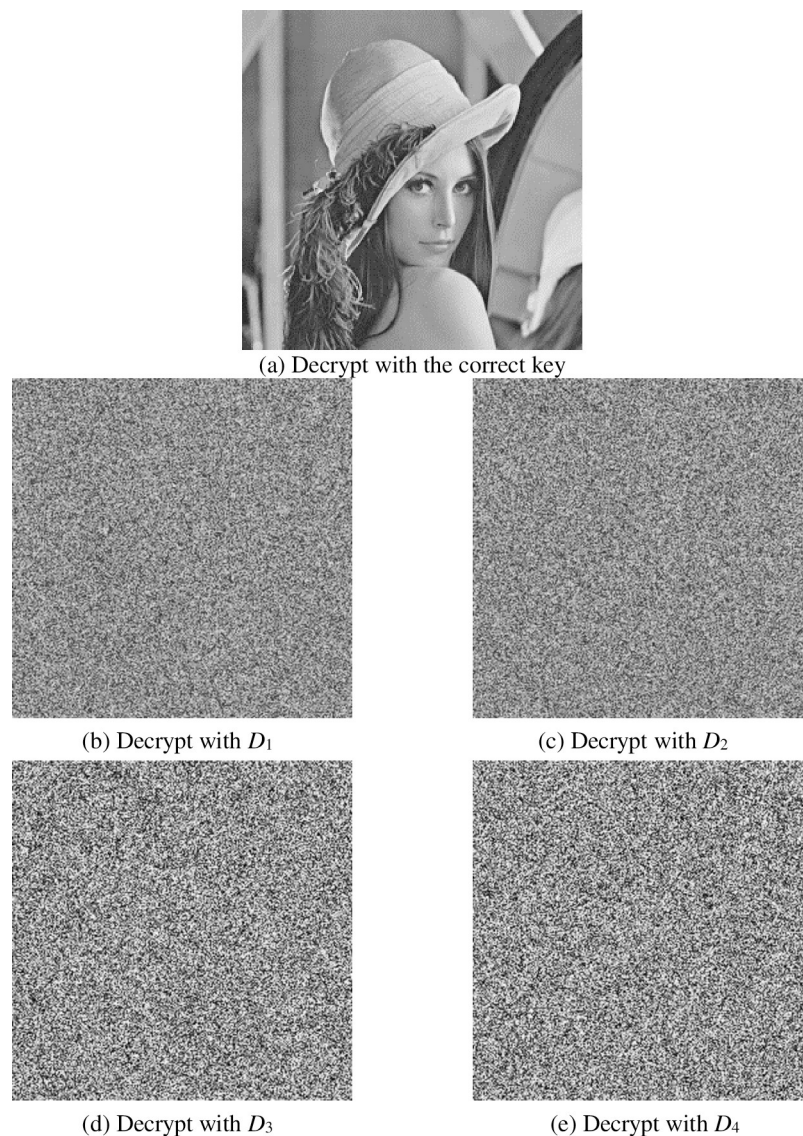 (a) Decrypt with the correct key
(b) Decrypt with D₁
(c) Decrypt with D₂
(d) Decrypt with D₃
(e) Decrypt with D₄